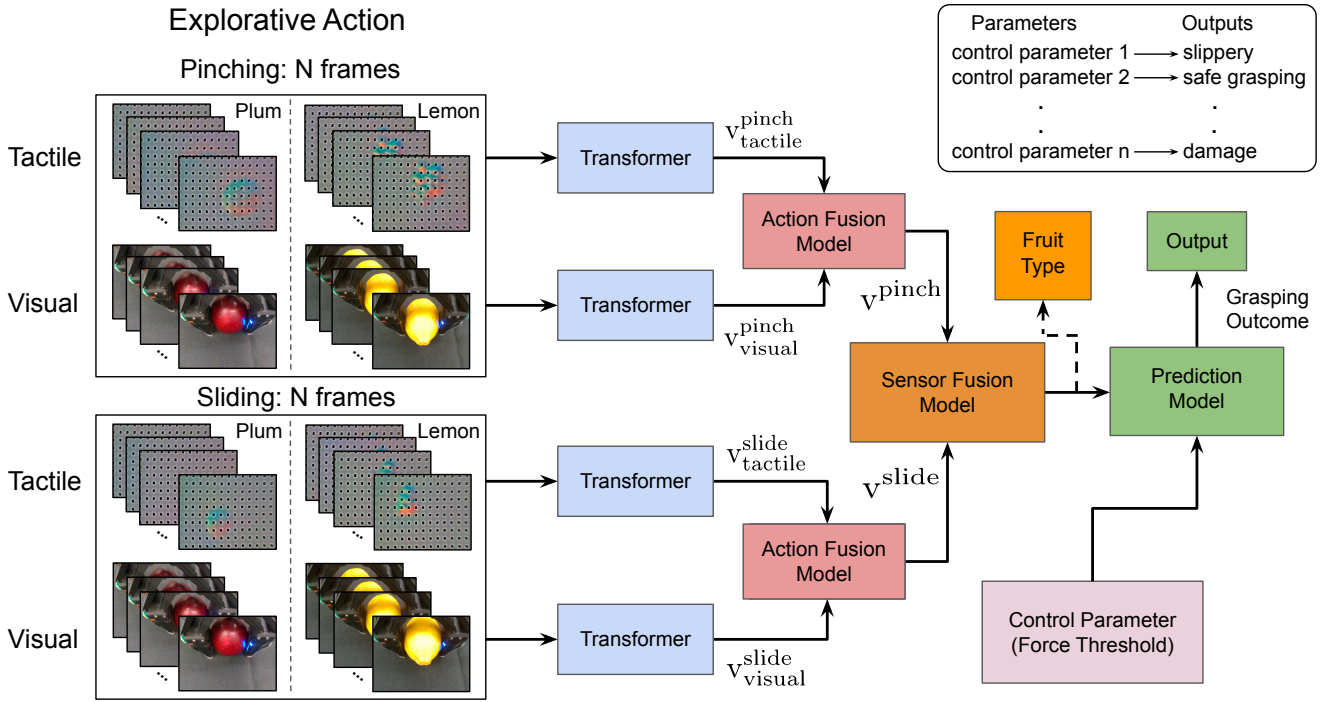 Explorative Action
Pinching: N frames
Plum
Lemon
Tactile
Visual
...
...
...
...
Sliding: N frames
Plum
Lemon
Tactile
Visual
...
...
...
...
Transformer
Transformer
Transformer
Transformer
v^pinch_tactile
v^pinch_visual
v^slide_tactile
v^slide_visual
Action Fusion
Model
Action Fusion
Model
v^pinch
v^slide
Sensor Fusion
Model
Fruit
Type
Output
Grasping
Outcome
Prediction
Model
Control Parameter
(Force Threshold)
Parameters Outputs
control parameter 1 slippery
control parameter 2 safe grasping
. .
. .
control parameter n damage